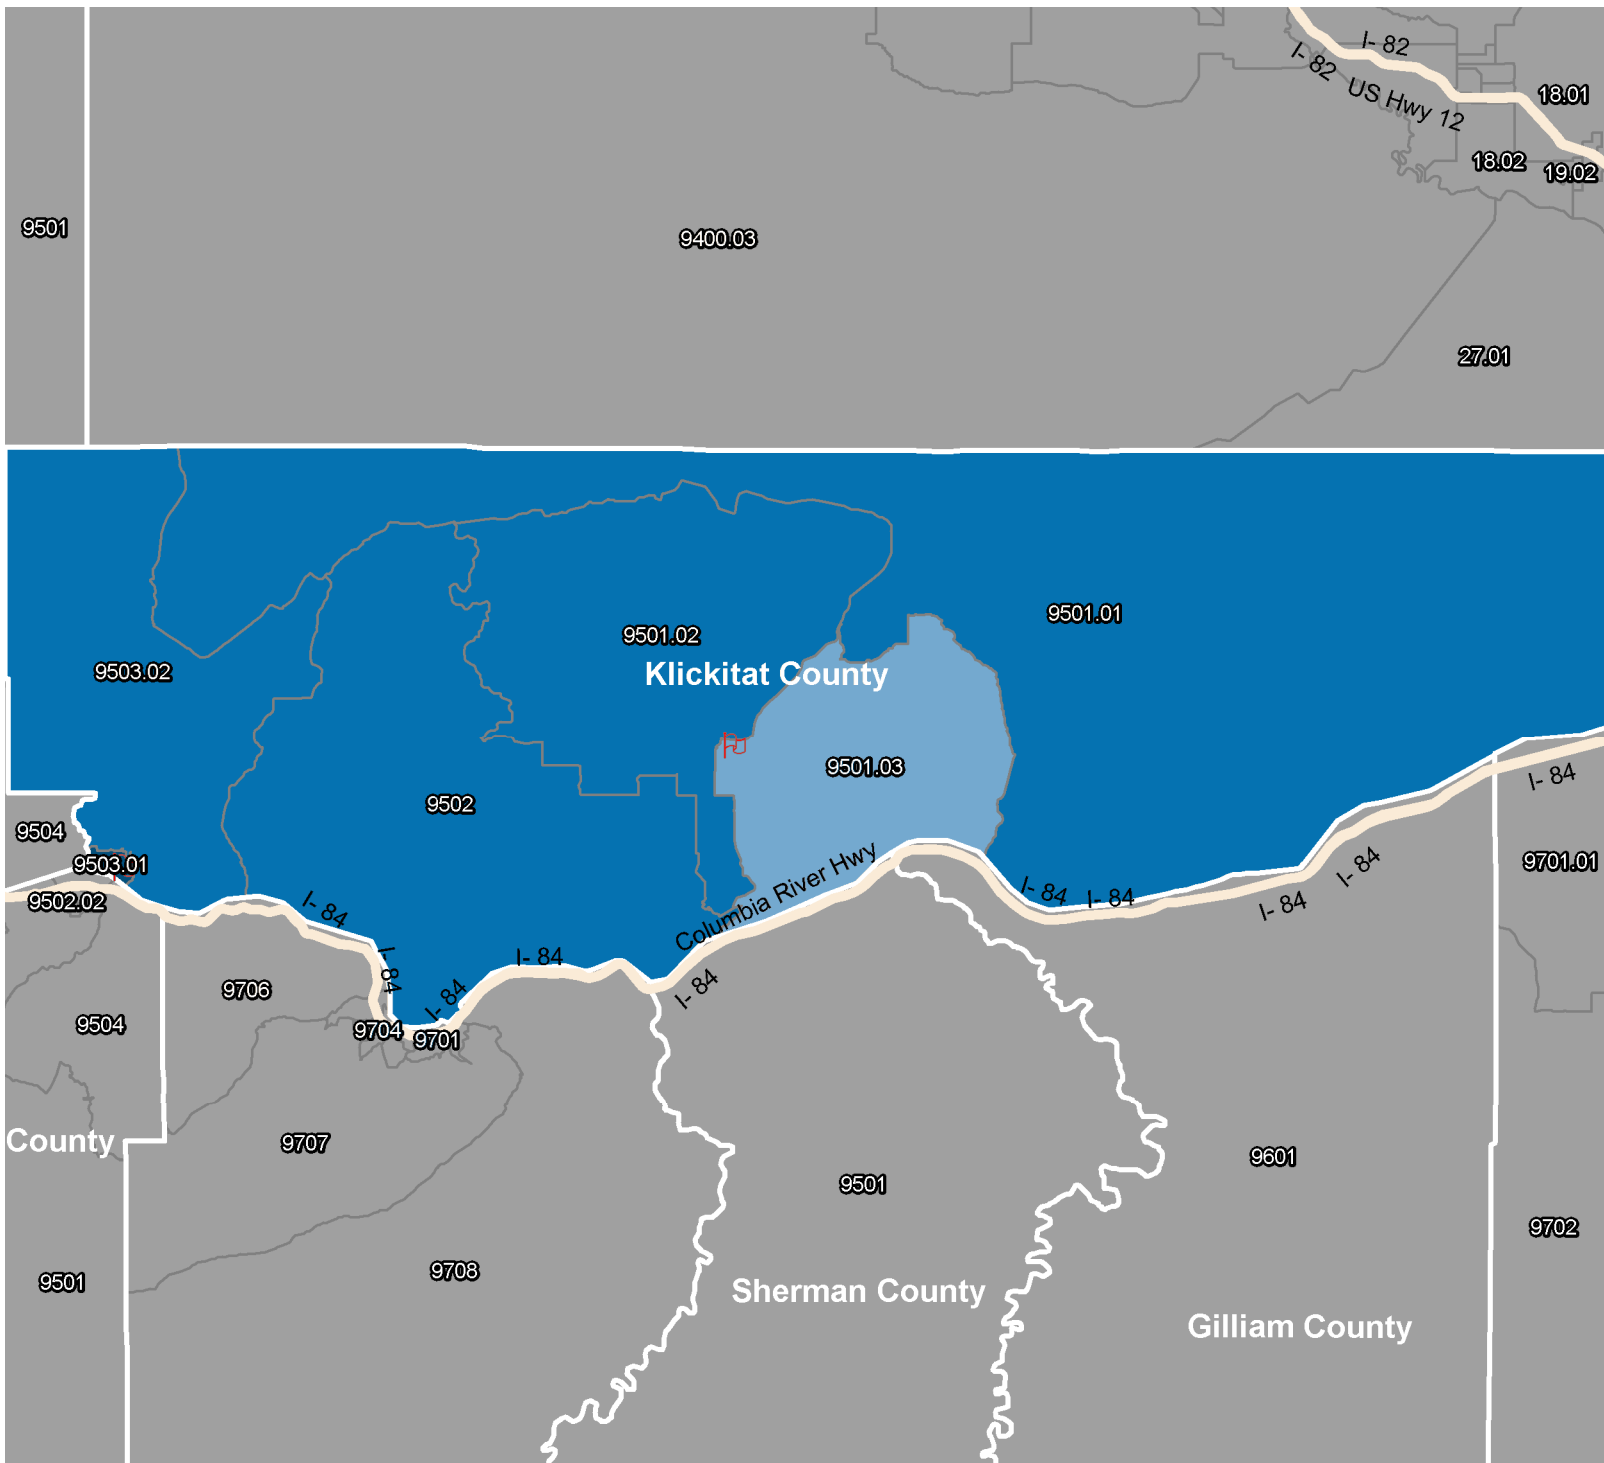 I- 82
I- 82
US Hwy 12
18.01
18.02
19.02
9501
9400.03
27.01
9501.01
9501.02
9503.02
Klickitat County
9501.03
I- 84
9502
9504
9503.01
9701.01
Columbia River Hwy
I- 84
I- 84
I- 84
I- 84
9502.02
I- 84
I- 84
I- 84
I- 84
I- 84
9706
9504
9704
9701
County
9707
9601
9501
9702
9708
9501
Sherman County
Gilliam County